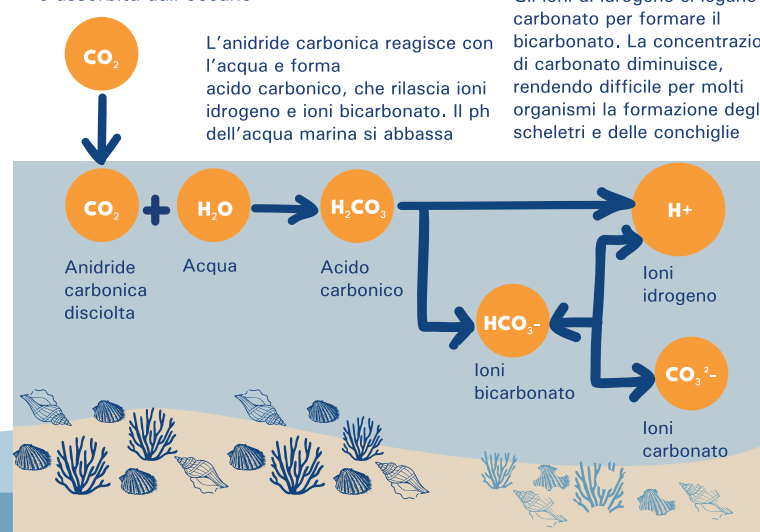 CO₂
L'anidride carbonica reagisce con
l'acqua e forma
acido carbonico, che rilascia ioni
idrogeno e ioni bicarbonato. Il ph
dell'acqua marina si abbassa
carbonato per formare il
bicarbonato. La concentrazio
di carbonato diminuisce,
rendendo difficile per molti
organismi la formazione degl
scheletri e delle conchiglie
CO₂
+
H₂O
H₂CO₃
H+
Anidride
carbonica
disciolta
Acqua
Acido
carbonico
Ioni
idrogeno
HCO₃-
Ioni
bicarbonato
CO₃²-
Ioni
carbonato